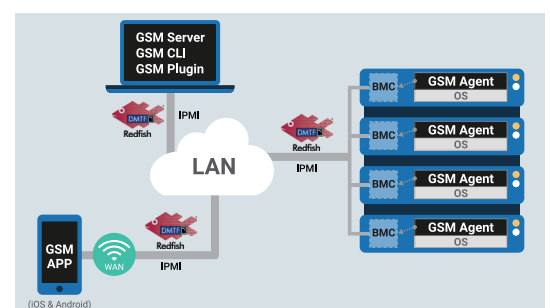 GSM Server
GSM CLI
GSM Plugin
DMTF
Redfish
IPMI
LAN
DMTF
Redfish
IPMI
BMC
GSM Agent
OS
BMC
GSM Agent
OS
BMC
GSM Agent
OS
BMC
GSM Agent
OS
GSM
APP
WAN
DMTF
Redfish
IPMI
(iOS & Android)